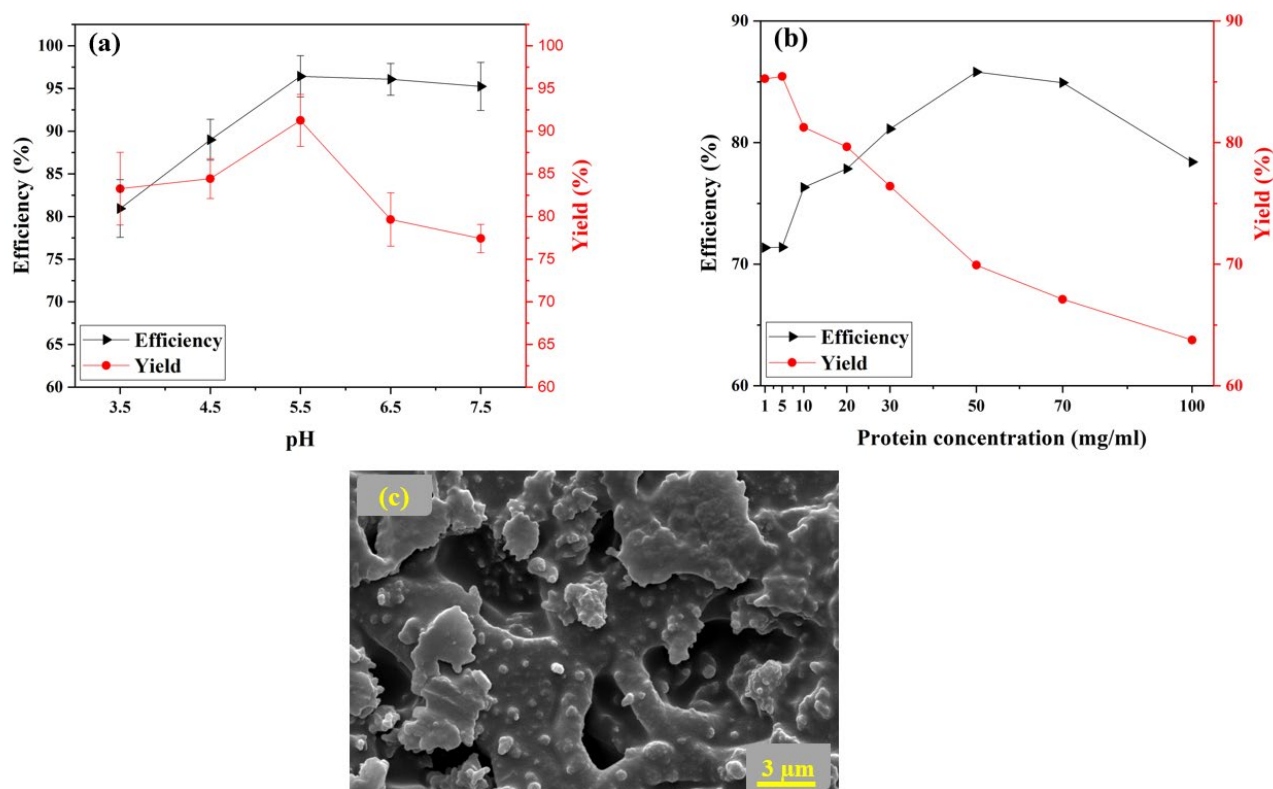 (a)
100
95
90
85
80
75
70
65
60
Efficiency (%)
Efficiency
Yield
3.5 4.5 5.5 6.5 7.5
pH
100
95
90
85
80
75
70
65
60
Yield (%)
(b)
90
80
70
60
Efficiency (%)
Efficiency
Yield
1 5 10 20 30 50 70 100
Protein concentration (mg/ml)
90
80
70
60
Yield (%)
(c)
3 μm